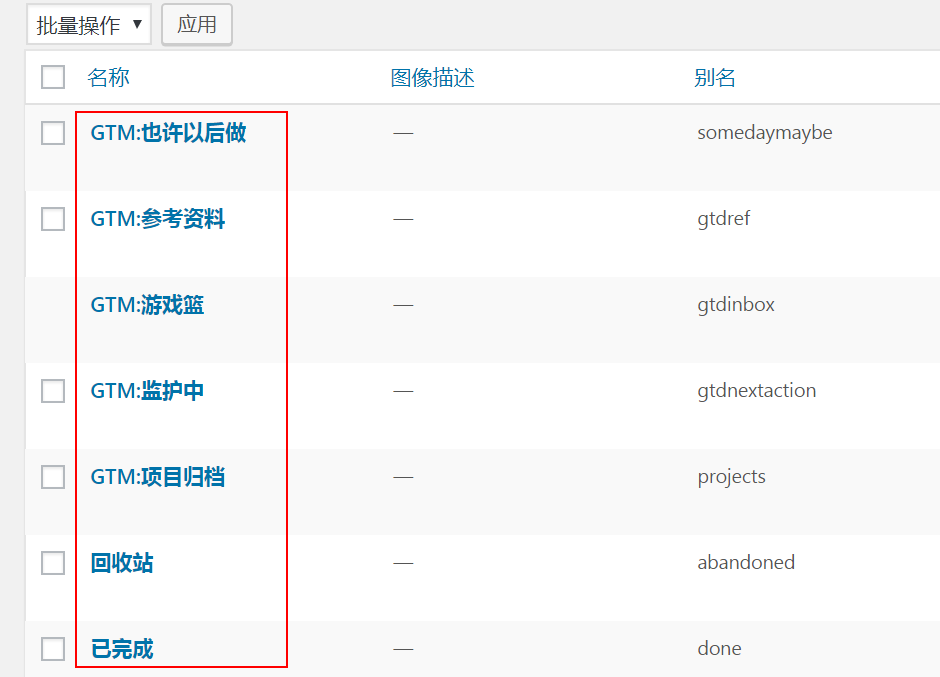 批量操作 ▼ 应用
名称 图像描述 别名
GTM:也许以后做 — somedaymaybe
GTM:参考资料 — gtdref
GTM:游戏篮 — gtdinbox
GTM:监护中 — gtdnextaction
GTM:项目归档 — projects
回收站 — abandoned
已完成 — done